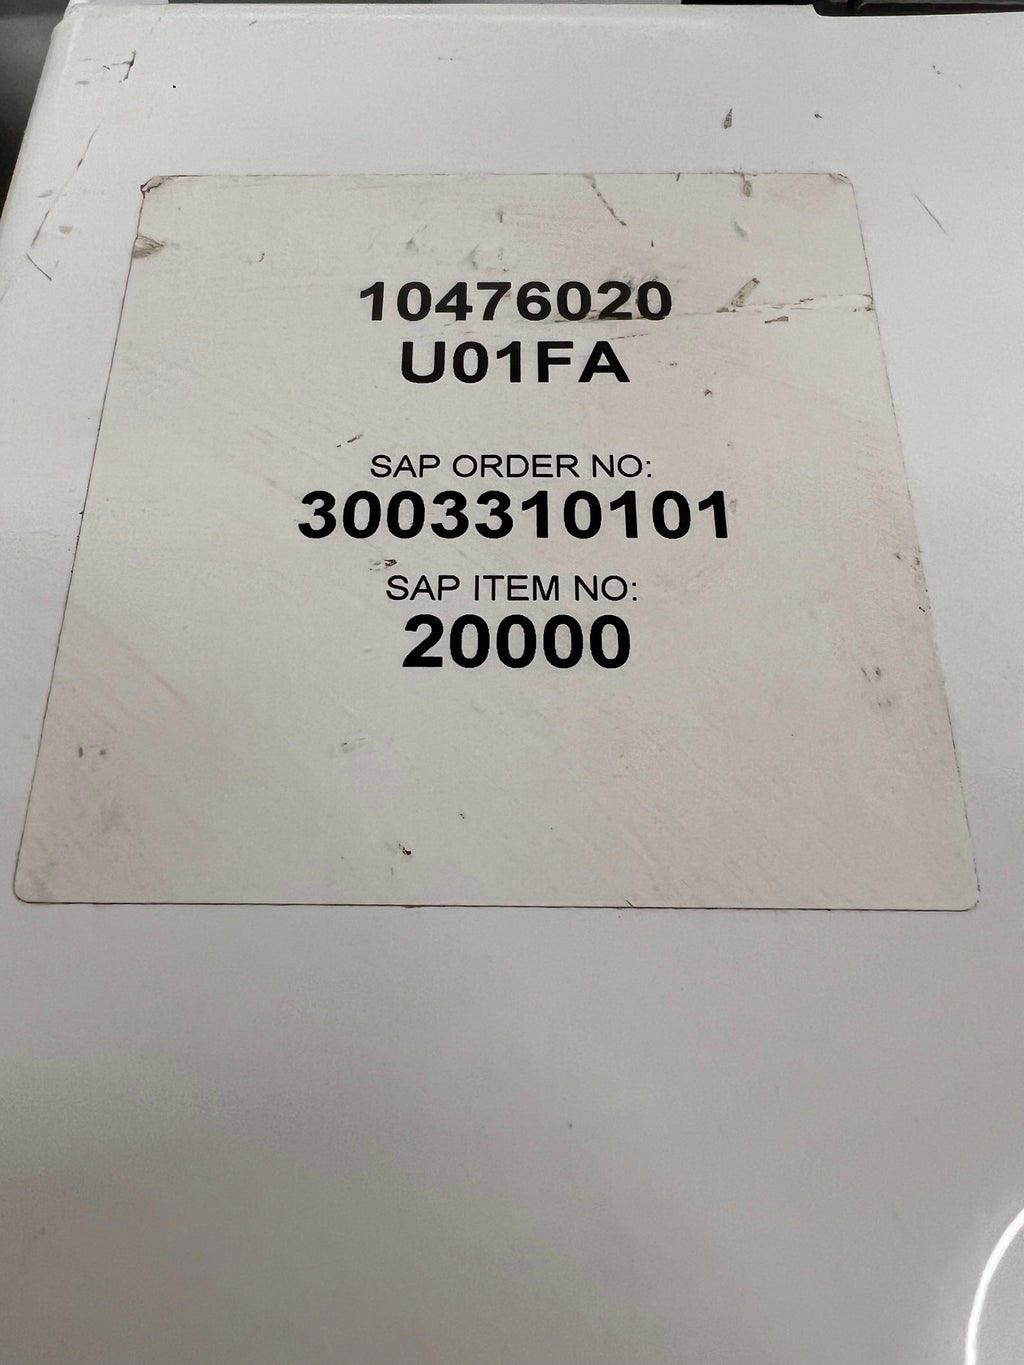 10476020
U01FA
SAP ORDER NO:
3003310101
SAP ITEM NO:
20000